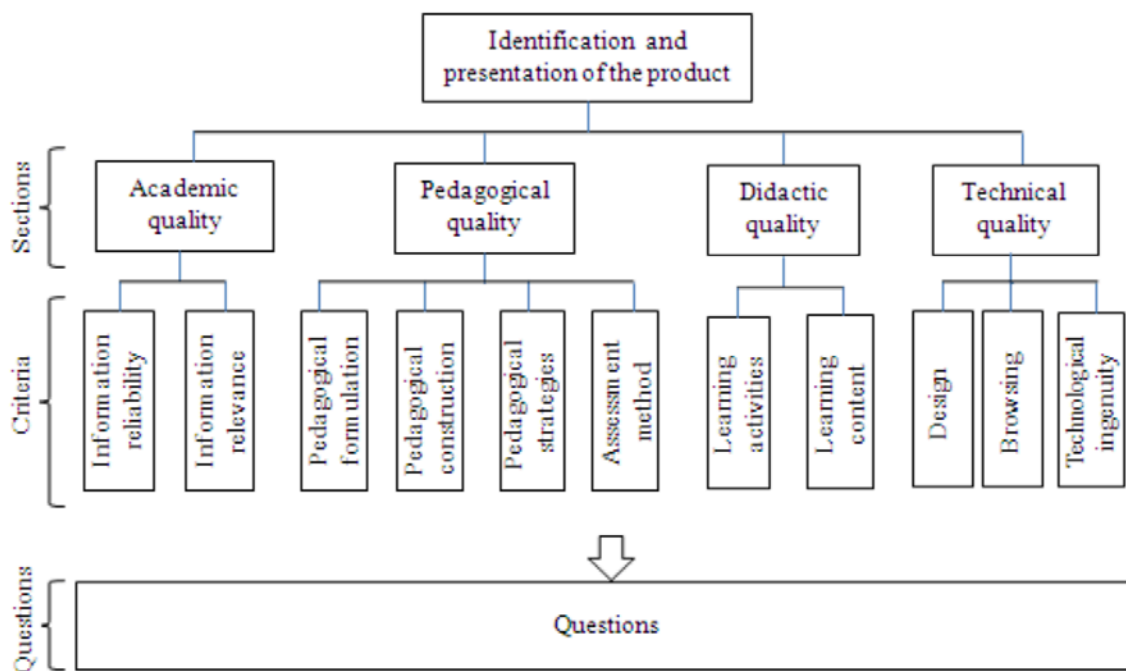 Identification and
presentation of the product
Sections
Academic
quality
Pedagogical
quality
Didactic
quality
Technical
quality
Criteria
Information
reliability
Information
relevance
Pedagogical
formulation
Pedagogical
construction
Pedagogical
strategies
Assessment
method
Learning
activities
Learning
content
Design
Browsing
Technological
ingenuity
Questions
Questions